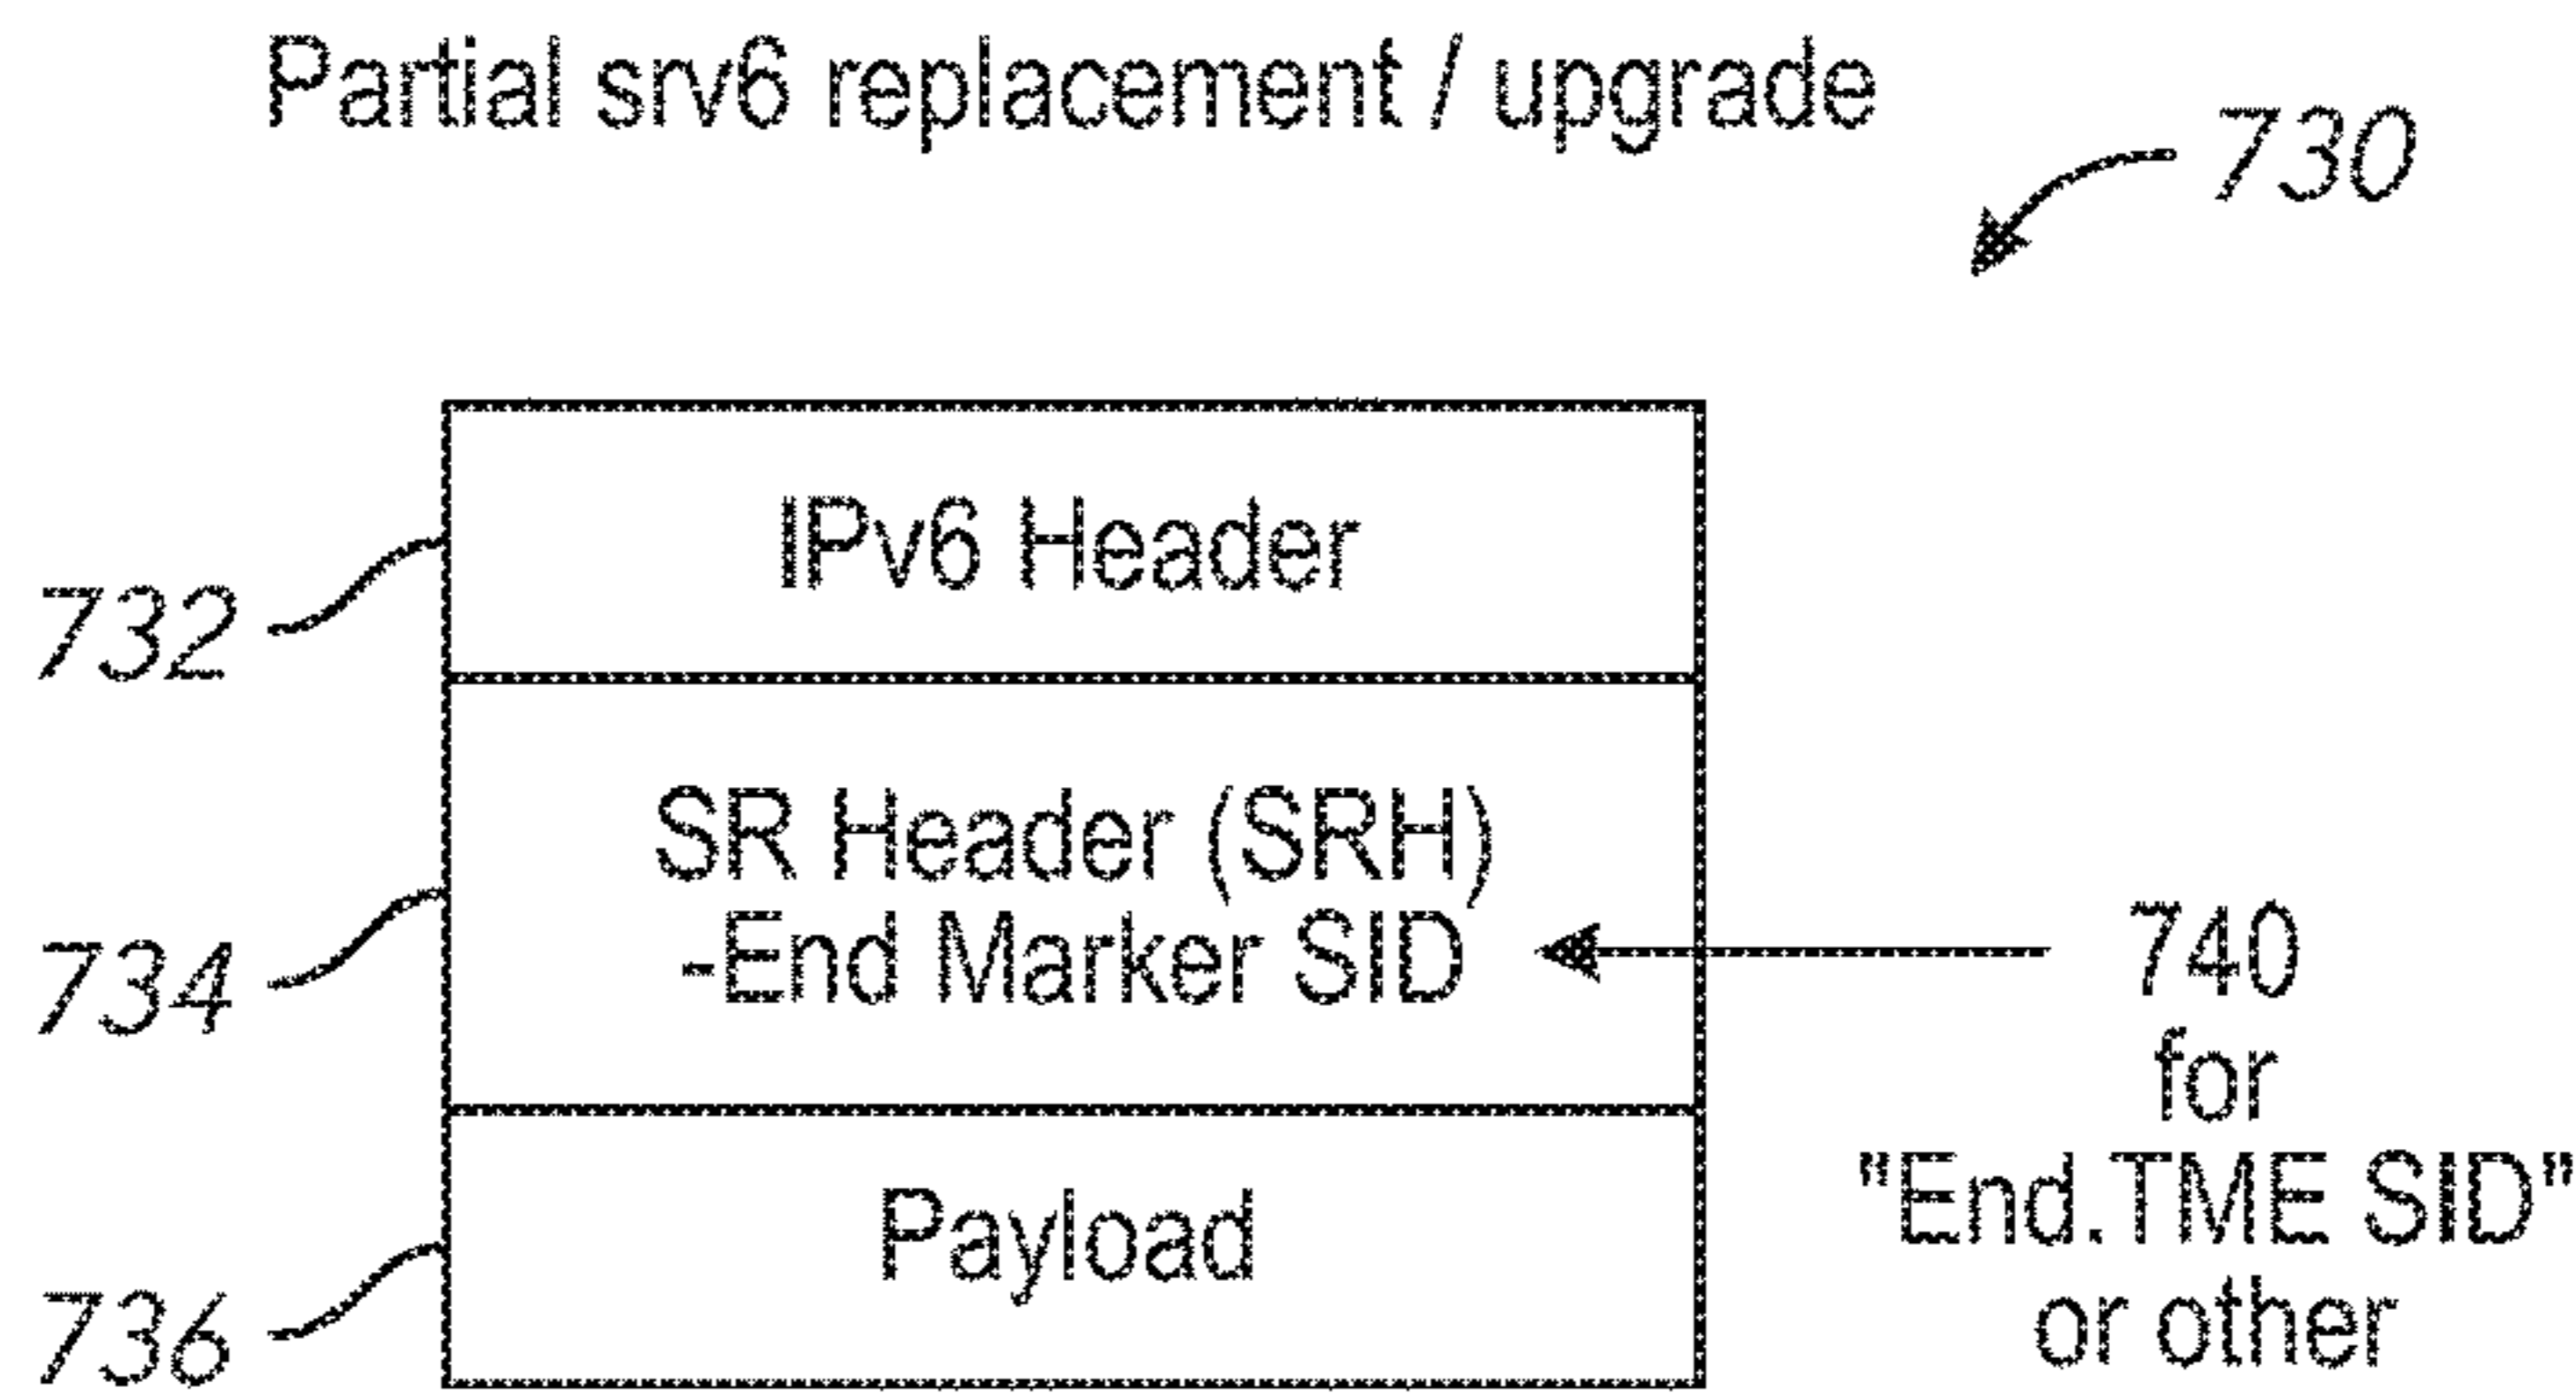 Partial srv6 replacement / upgrade
730
IPv6 Header
732
SR Header (SRH)
-End Marker SID
734
740
for
"End.TME SID"
or other
Payload
736